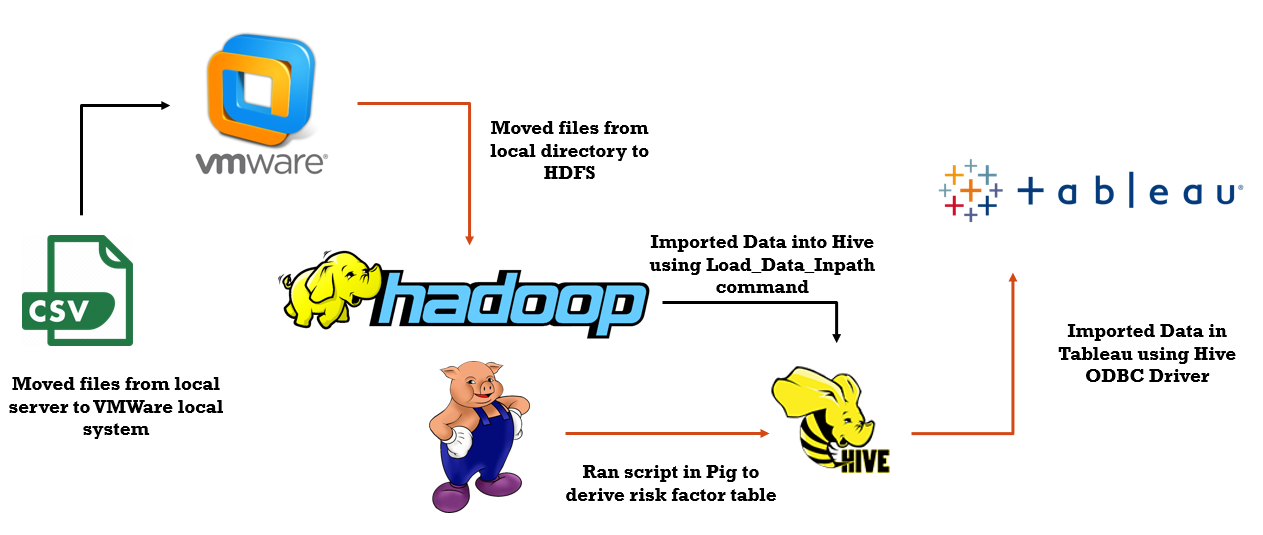 vmware®
Moved files from
local directory to
HDFS
+ a b l e a u®
Imported Data into Hive
using Load_Data_Inpath
command
CSV
hadoop
Imported Data in
Tableau using Hive
ODBC Driver
Moved files from local
server to VMWare local
system
HIVE
Ran script in Pig to
derive risk factor table